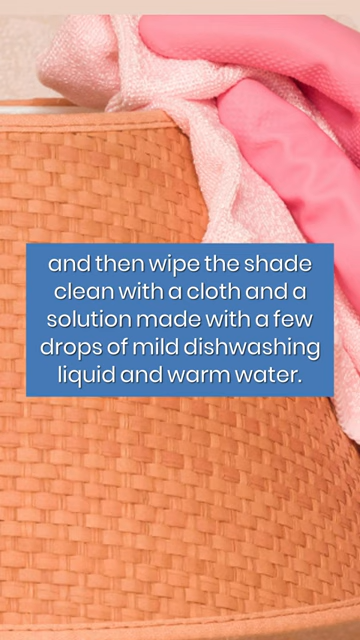 and then wipe the shade
clean with a cloth and a
solution made with a few
drops of mild dishwashing
liquid and warm water.